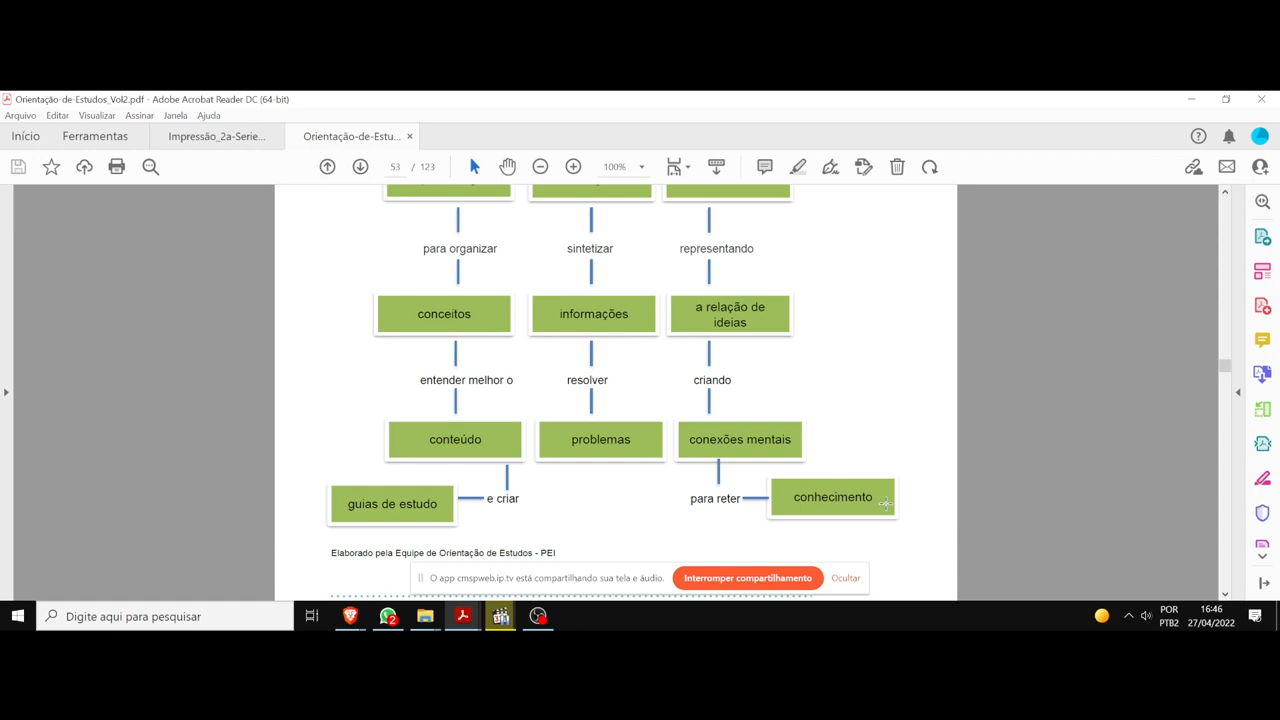 Orientação-de-Estudos_Vol2.pdf - Adobe Acrobat Reader DC (64-bit)
Arquivo Editar Visualizar Assinar Janela Ajuda
Início Ferramentas Impressão_2a-Serie... Orientação-de-Estu... ×
53 / 123 100%
para organizar sintetizar representando
conceitos informações a relação de
ideias
entender melhor o resolver criando
conteúdo problemas conexões mentais
guias de estudo e criar para reter conhecimento
Elaborado pela Equipe de Orientação de Estudos - PEI
O app cmspweb.ip.tv está compartilhando sua tela e áudio. Interromper compartilhamento Ocultar
Digite aqui para pesquisar 2 POR 16:46
PTB2 27/04/2022